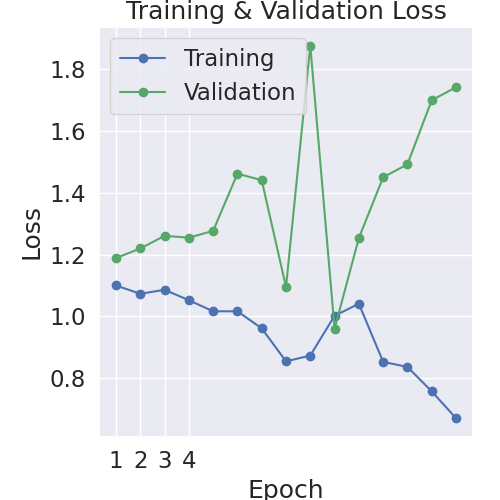 Training & Validation Loss
Training
Validation
1.8
1.6
1.4
1.2
1.0
0.8
Loss
1 2 3 4
Epoch